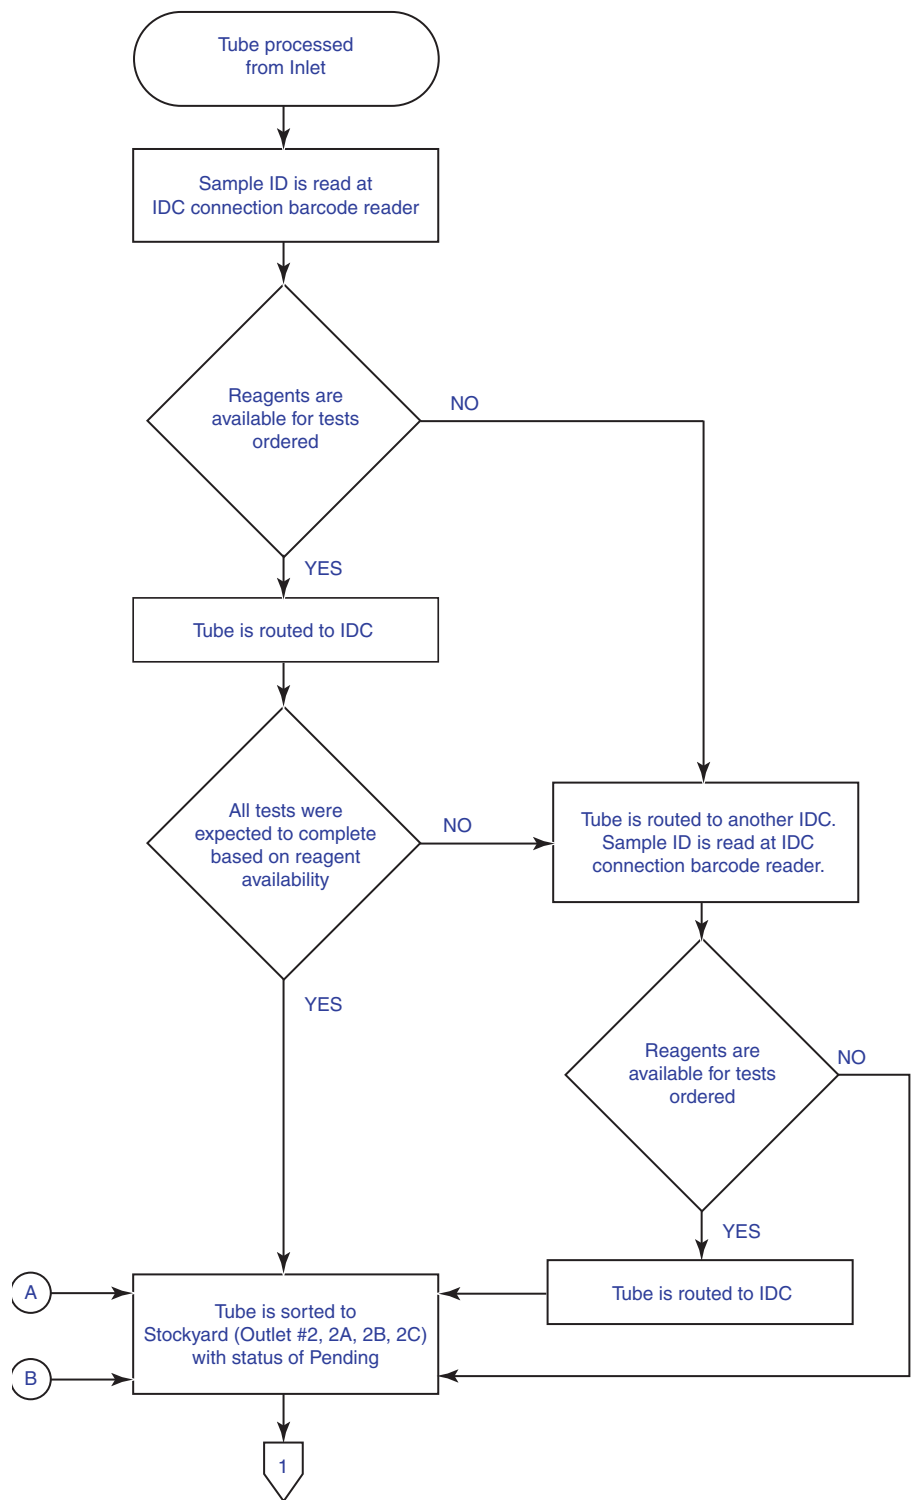 Tube processed
from Inlet
Sample ID is read at
IDC connection barcode reader
Reagents are
available for tests
ordered
NO
YES
Tube is routed to IDC
All tests were
expected to complete
based on reagent
availability
NO
Tube is routed to another IDC.
Sample ID is read at IDC
connection barcode reader.
YES
Reagents are
available for tests
ordered
NO
YES
Tube is routed to IDC
A
Tube is sorted to
Stockyard (Outlet #2, 2A, 2B, 2C)
with status of Pending
B
1